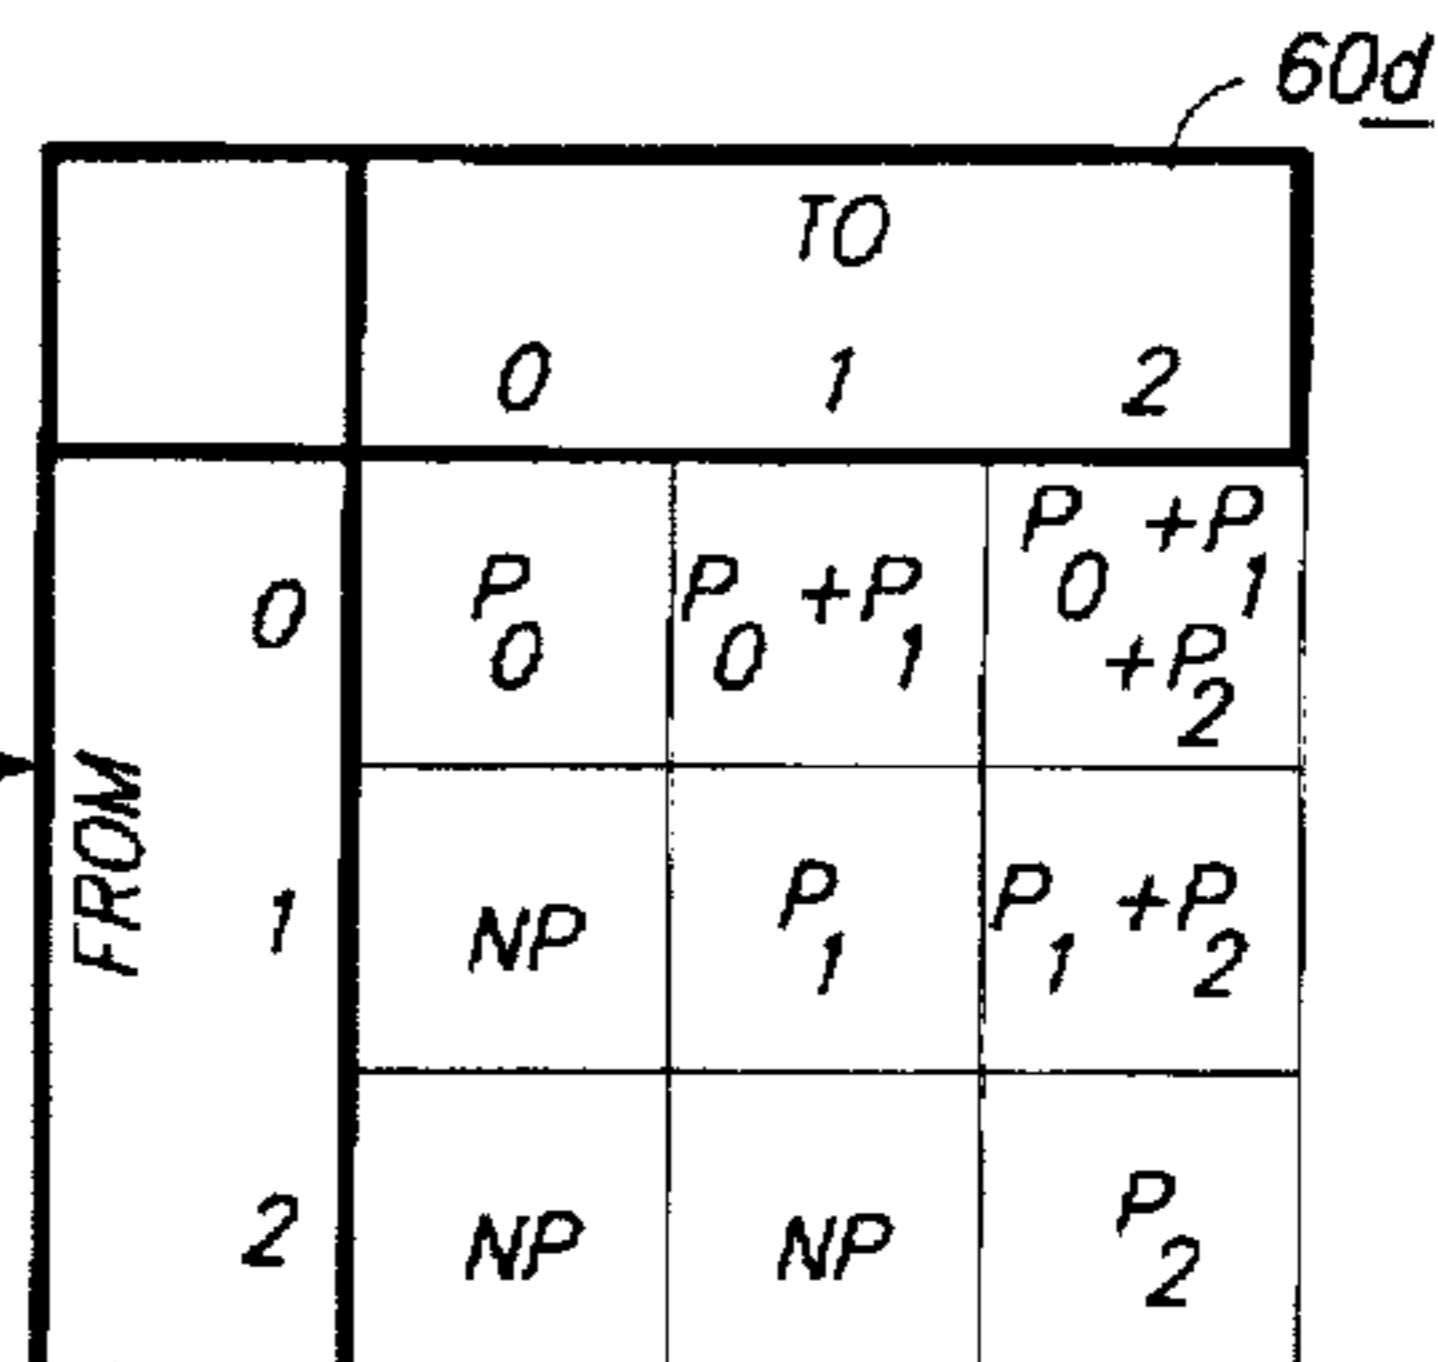 60d
TO
0 1 2
FROM
0 P₀ P₀+P₁ P₀+P₁+P₂
1 NP P₁ P₁+P₂
2 NP NP P₂